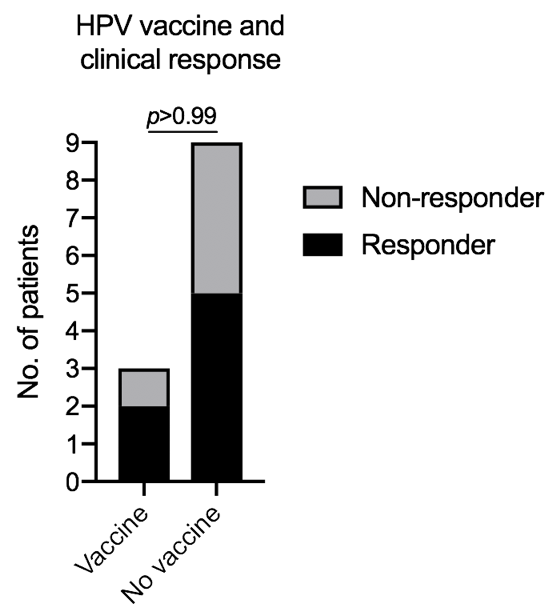 HPV vaccine and
clinical response
p>0.99
9
8
7
6
5
4
3
2
1
0
No. of patients
Vaccine
No vaccine
Non-responder
Responder